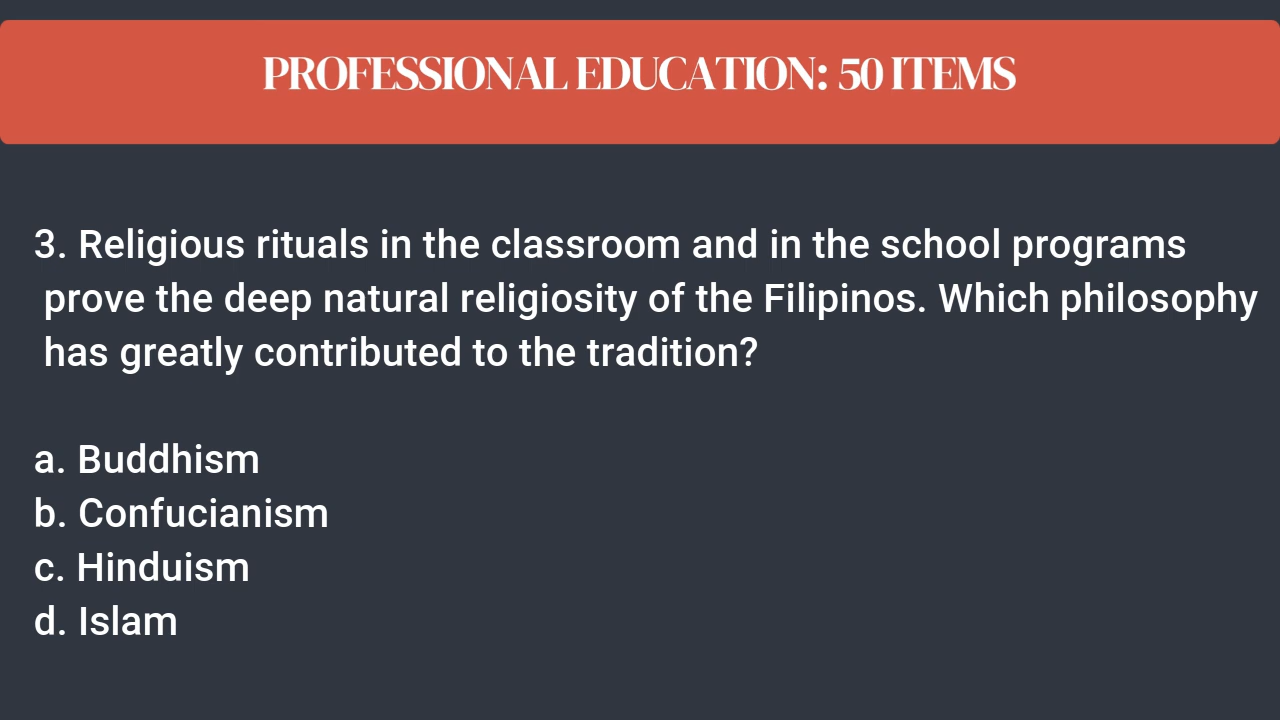 PROFESSIONAL EDUCATION: 50 ITEMS
3. Religious rituals in the classroom and in the school programs
prove the deep natural religiosity of the Filipinos. Which philosophy
has greatly contributed to the tradition?
a. Buddhism
b. Confucianism
c. Hinduism
d. Islam